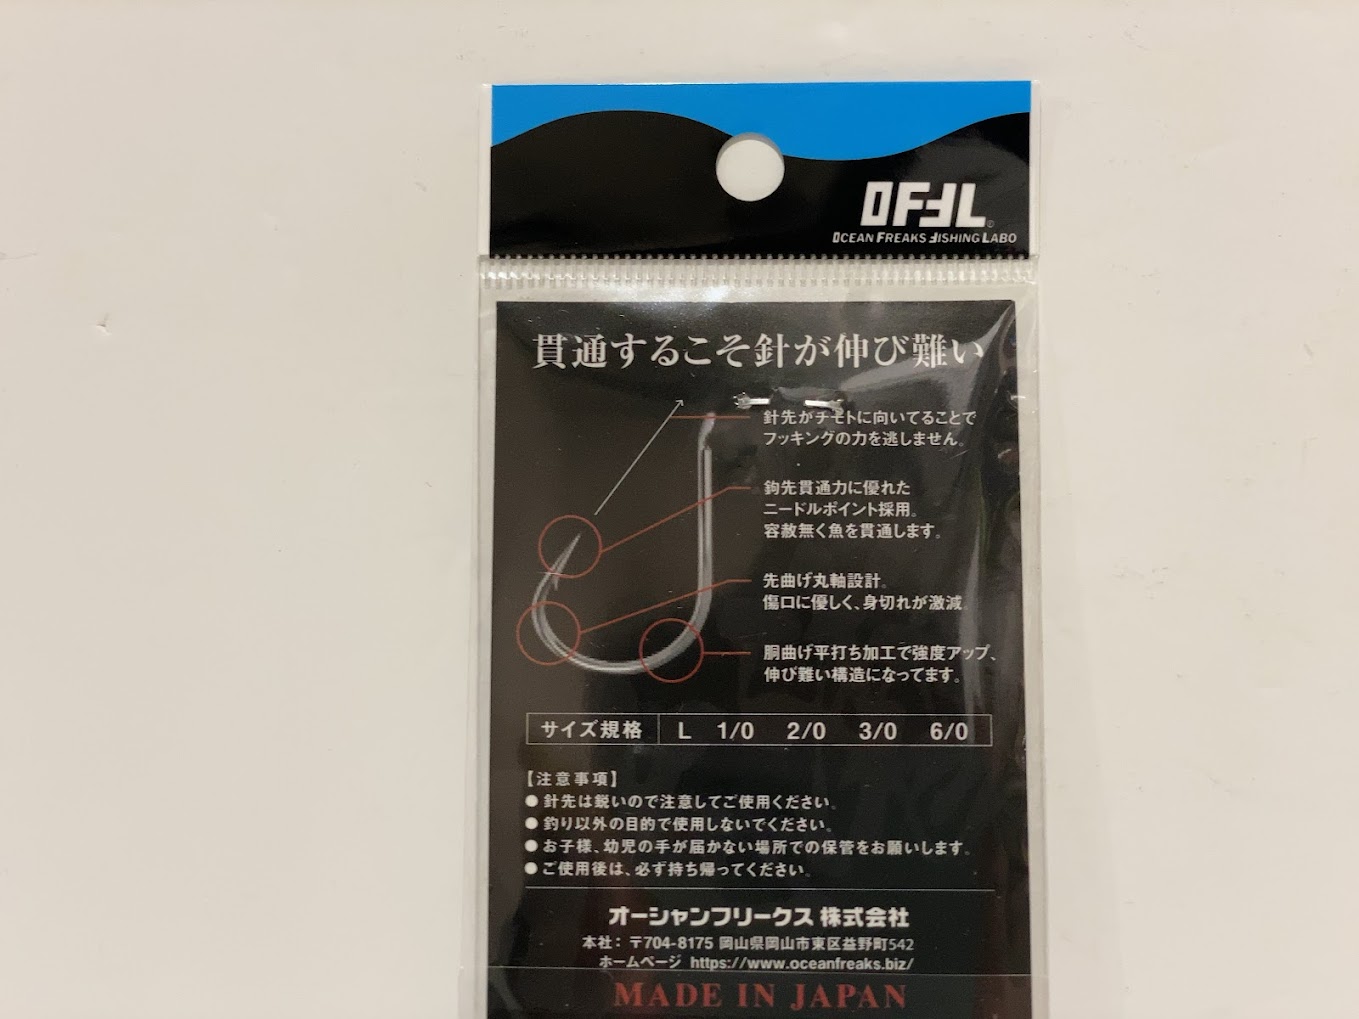 OFFL®
OCEAN FREAKS FISHING LABO
貫通するこそ針が伸び難い
針先がチモトに向いてることで
フッキングの力を逃しません。
鈎先貫通力に優れた
ニードルポイント採用。
容赦無く魚を貫通します。
先曲げ丸軸設計。
傷口に優しく、身切れが激減。
胴曲げ平打ち加工で強度アップ、
伸び難い構造になってます。
サイズ規格 L 1/0 2/0 3/0 6/0
【注意事項】
●針先は鋭いので注意してご使用ください。
●釣り以外の目的で使用しないでください。
●お子様、幼児の手が届かない場所での保管をお願いします。
●ご使用後は、必ず持ち帰ってください。
オーシャンフリークス 株式会社
本社：〒704-8175 岡山県岡山市東区益野町542
ホームページ https://www.oceanfreaks.biz/
MADE IN JAPAN